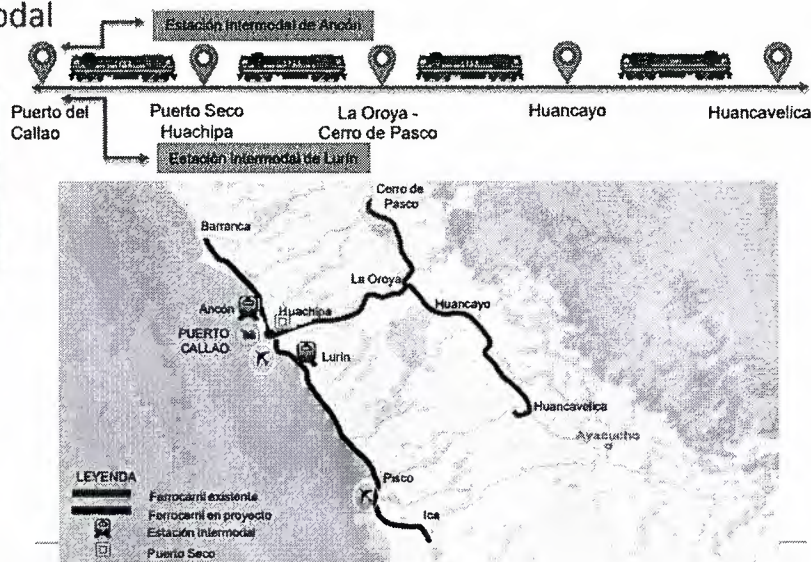 odal
Estación Intermodal de Ancón
Puerto del
Callao
Puerto Seco
Huachipa
La Oroya -
Cerro de Pasco
Huancayo
Huancavelica
Estación Intermodal de Lurín
Cerro de
Pasco
Barranca
La Oroya
Ancón
Huachipa
Huancayo
PUERTO
CALLAO
Lurín
Huancavelica
Ayacucho
Pisco
Ica
LEYENDA
Ferrocarril existente
Ferrocarril en proyecto
Estación Intermodal
Puerto Seco